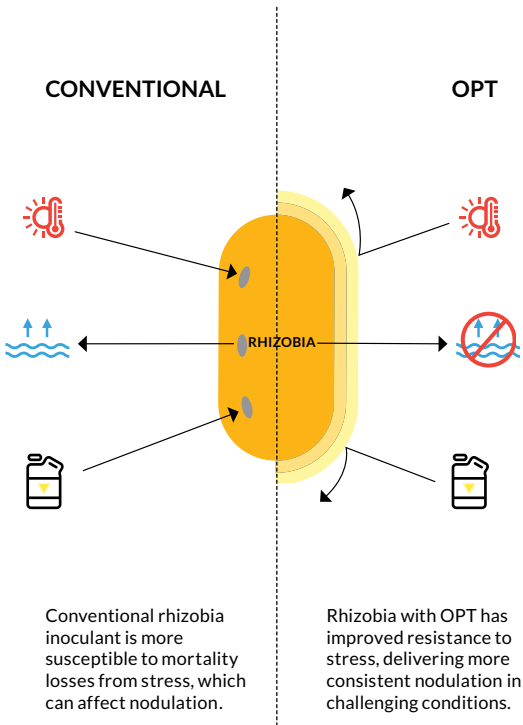 CONVENTIONAL
OPT
RHIZOBIA
Conventional rhizobia
inoculant is more
susceptible to mortality
losses from stress, which
can affect nodulation.
Rhizobia with OPT has
improved resistance to
stress, delivering more
consistent nodulation in
challenging conditions.